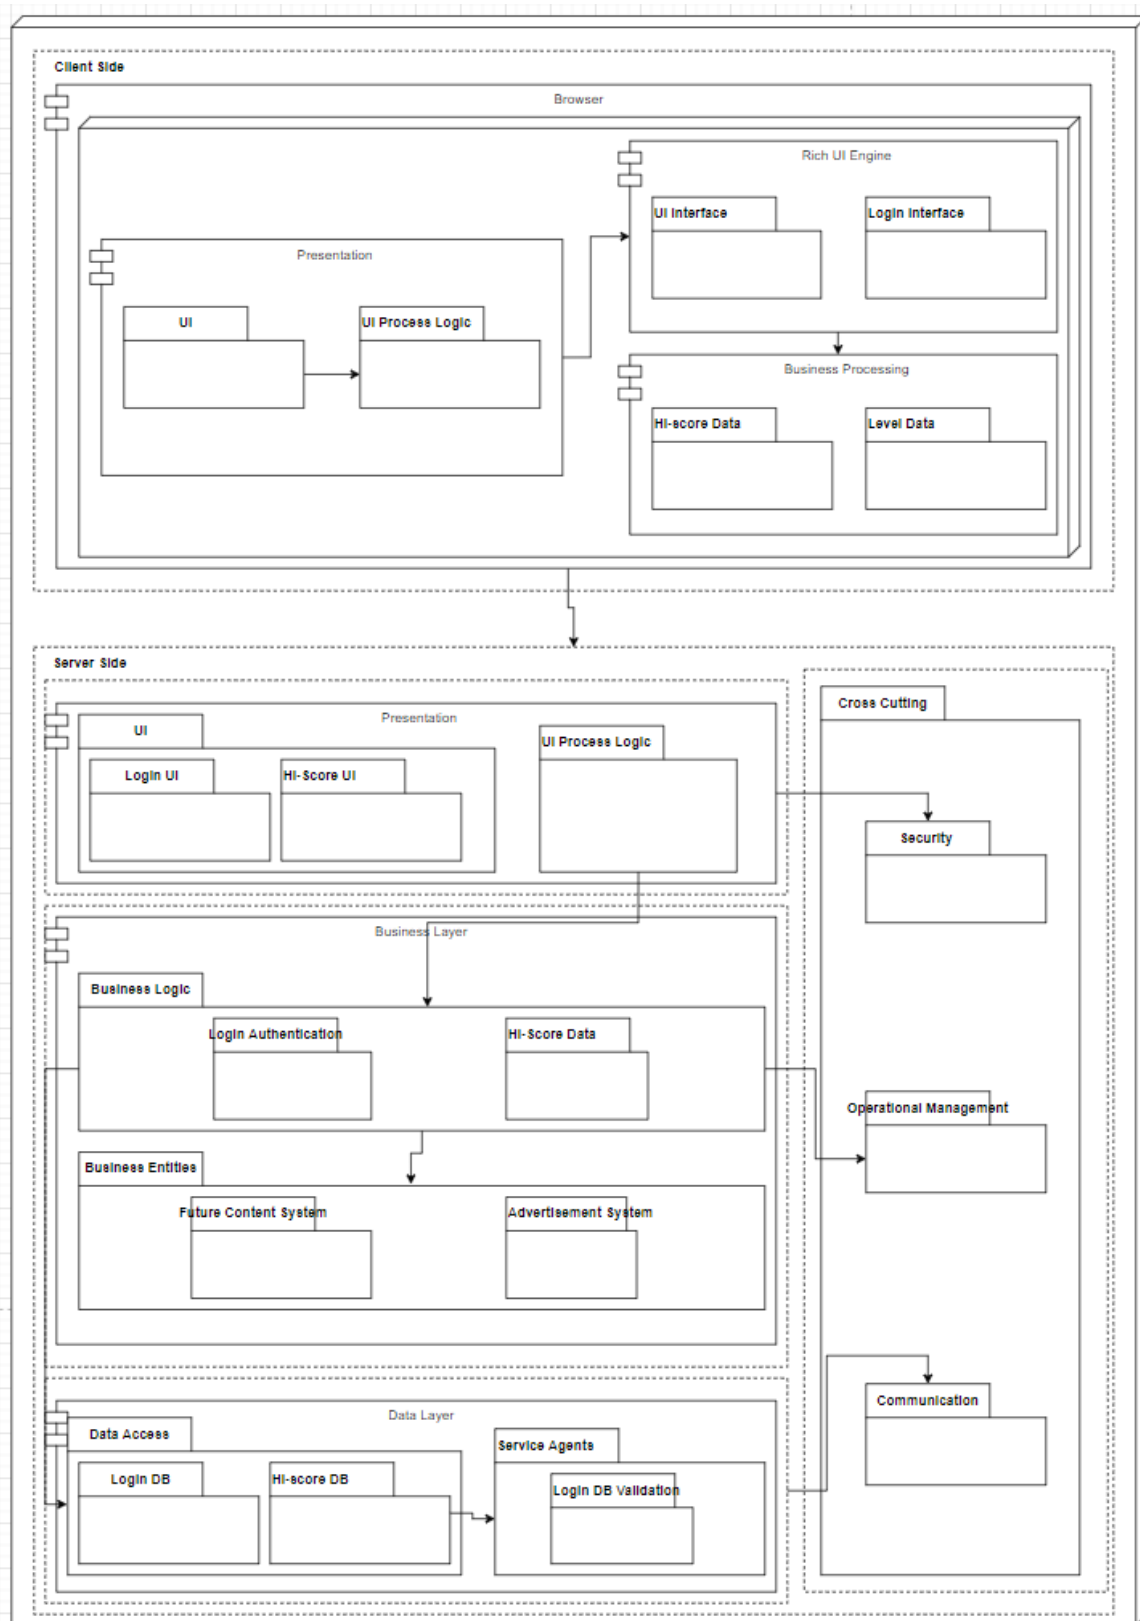 Client Side
Browser
Rich UI Engine
UI Interface
Login Interface
Presentation
UI
UI Process Logic
Business Processing
Hi-score Data
Level Data
Server Side
Presentation
UI
Login UI
Hi-Score UI
UI Process Logic
Cross Cutting
Security
Business Layer
Business Logic
Login Authentication
Hi-Score Data
Operational Management
Business Entities
Future Content System
Advertisement System
Communication
Data Layer
Data Access
Login DB
Hi-score DB
Service Agents
Login DB Validation